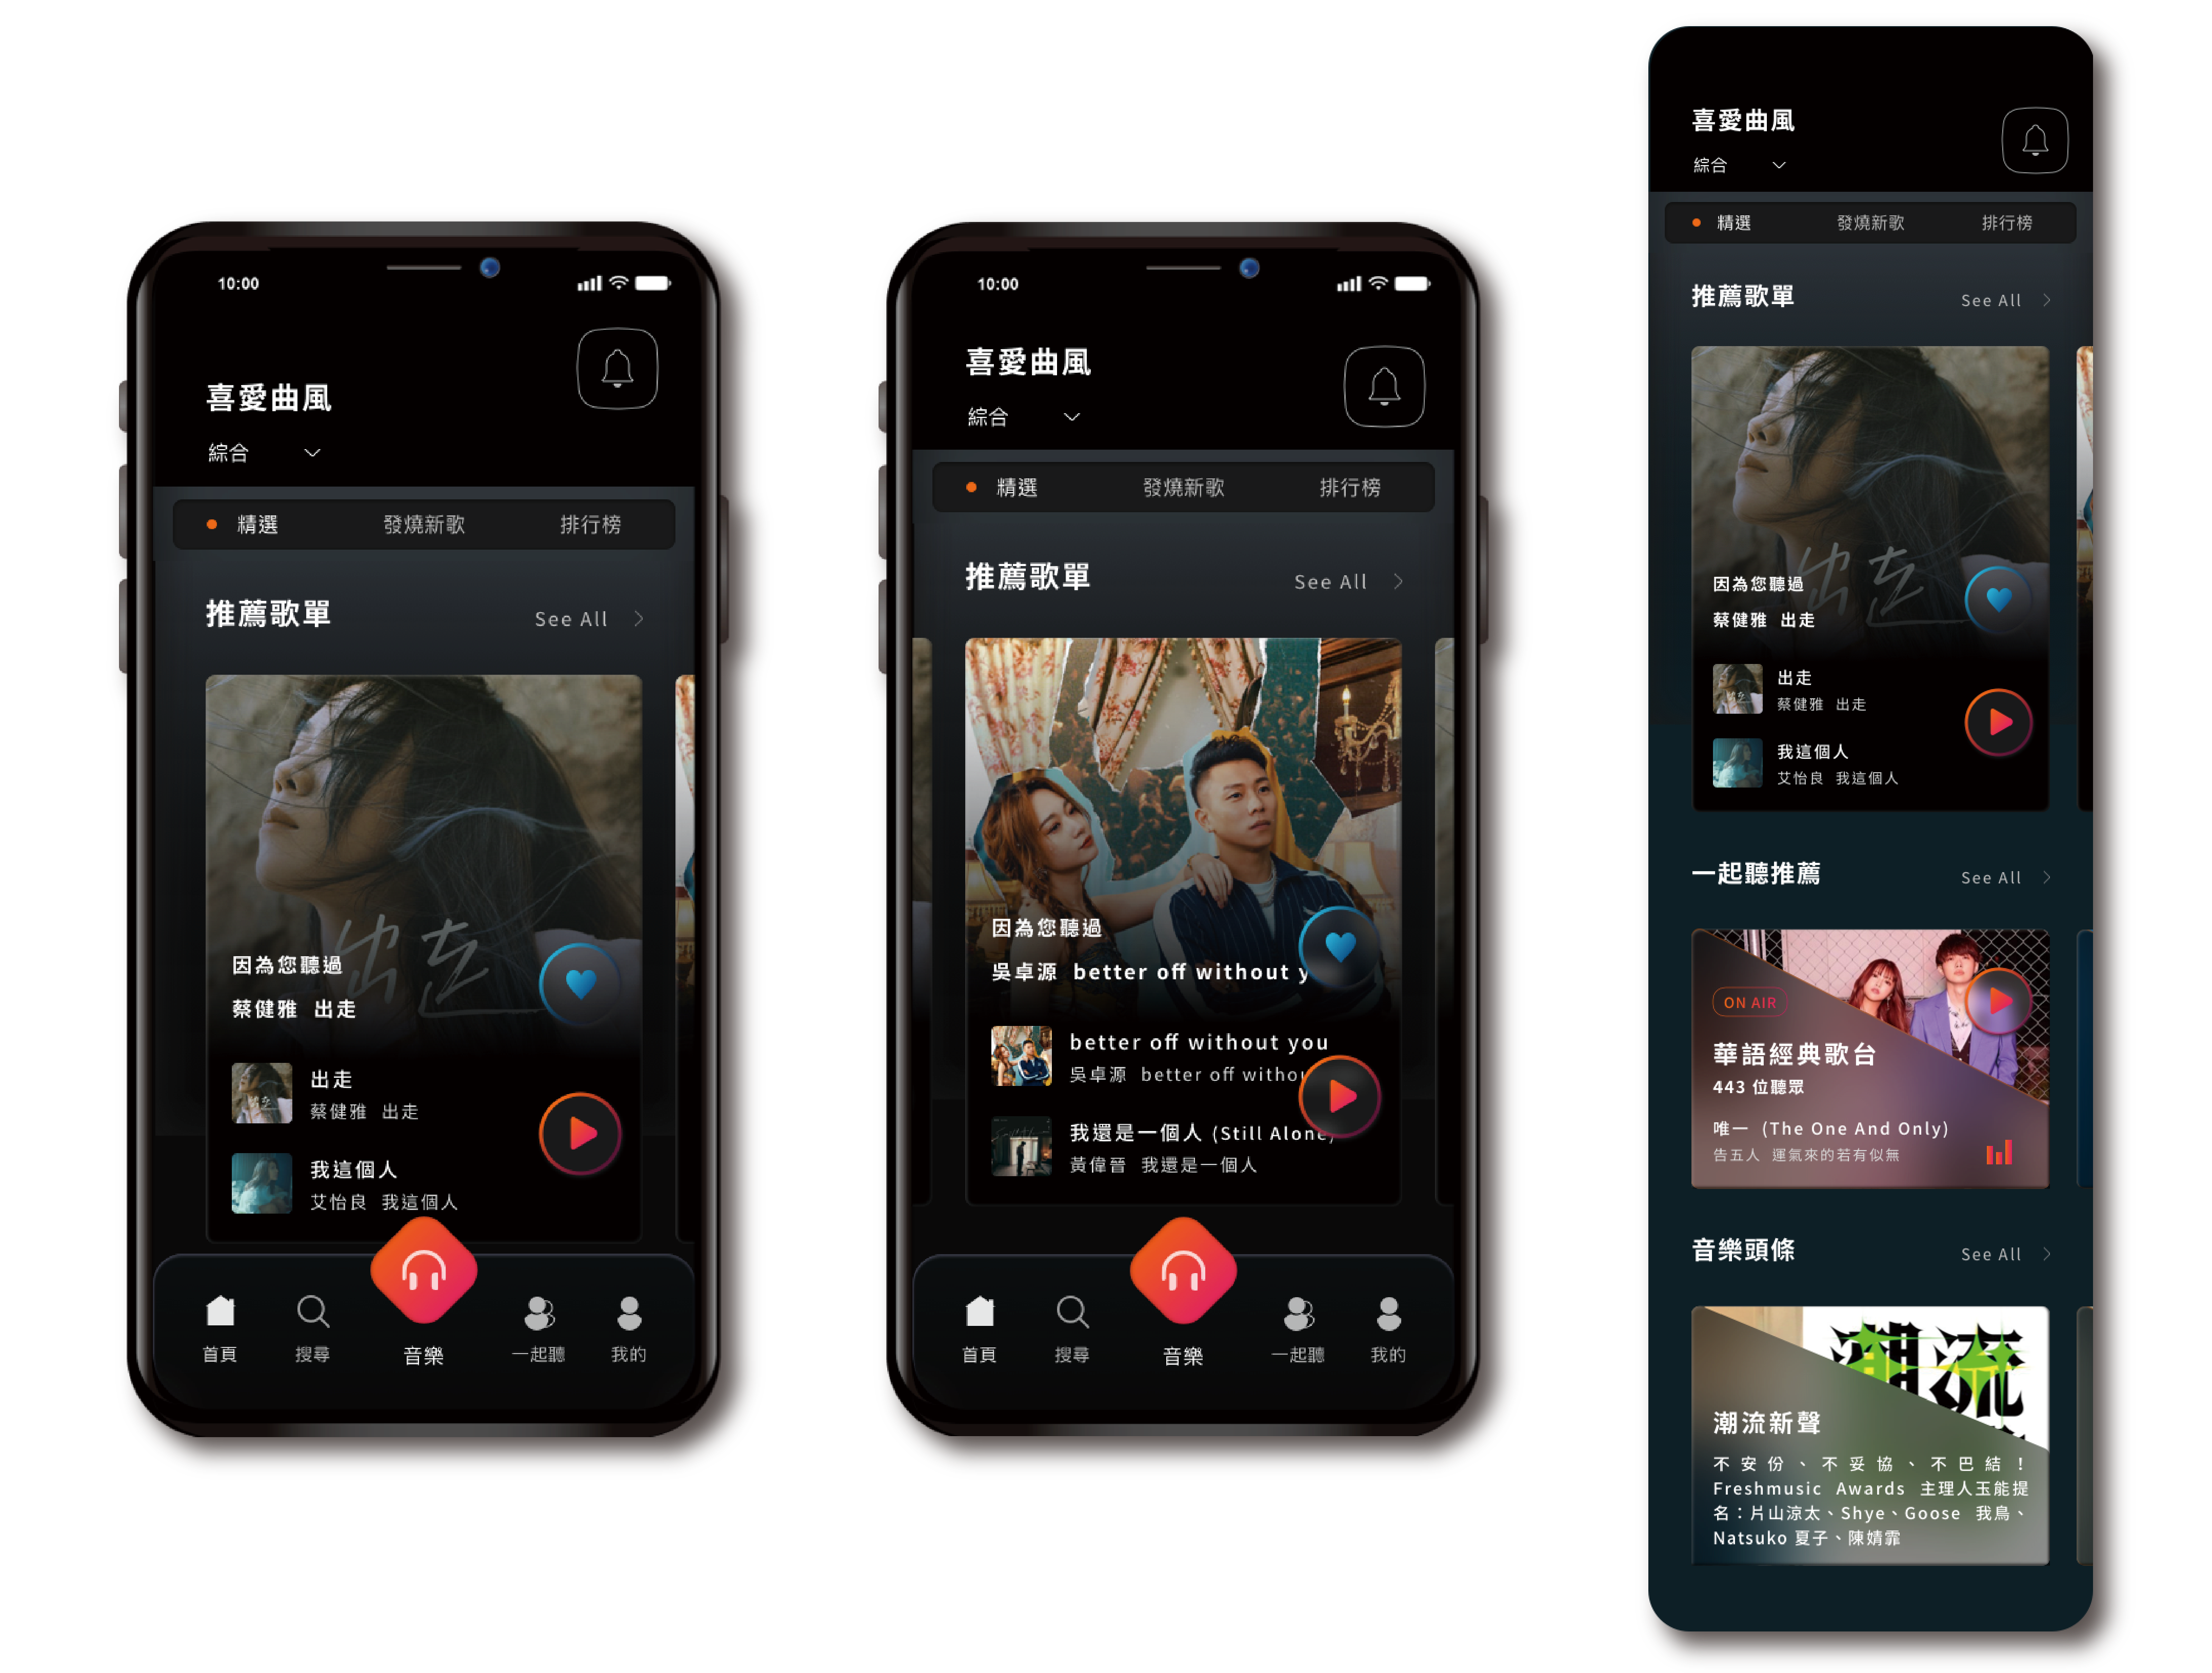 10:00
喜愛曲風
綜合
精選 發燒新歌 排行榜
推薦歌單 See All
出走
因為您聽過
蔡健雅 出走
出走
蔡健雅 出走
我這個人
艾怡良 我這個人
首頁 搜尋 音樂 一起聽 我的
10:00
喜愛曲風
綜合
精選 發燒新歌 排行榜
推薦歌單 See All
因為您聽過
吳卓源 better off without y
better off without you
吳卓源 better off withou
我還是一個人 (Still Alone)
黃偉晉 我還是一個人
首頁 搜尋 音樂 一起聽 我的
喜愛曲風
綜合
精選 發燒新歌 排行榜
推薦歌單 See All
出走
因為您聽過
蔡健雅 出走
出走
蔡健雅 出走
我這個人
艾怡良 我這個人
一起聽推薦 See All
ON AIR
華語經典歌台
443 位聽眾
唯一 (The One And Only)
告五人 運氣來的若有似無
音樂頭條 See All
潮流
潮流新聲
不安份、不妥協、不巴結！
Freshmusic Awards 主理人玉能提
名：片山涼太、Shye、Goose 我鳥、
Natsuko 夏子、陳婧霏